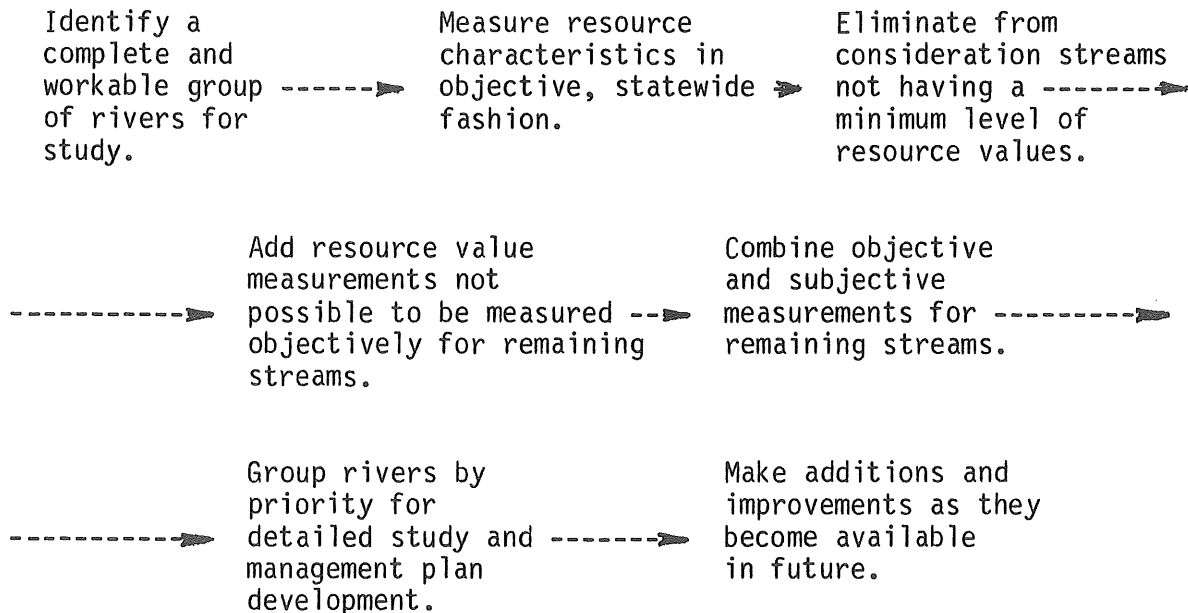 Identify a
complete and
workable group
of rivers for
study.
Measure resource
characteristics in
objective, statewide
fashion.
Eliminate from
consideration streams
not having a
minimum level of
resource values.
Add resource value
measurements not
possible to be measured
objectively for remaining
streams.
Combine objective
and subjective
measurements for
remaining streams.
Group rivers by
priority for
detailed study and
management plan
development.
Make additions and
improvements as they
become available
in future.